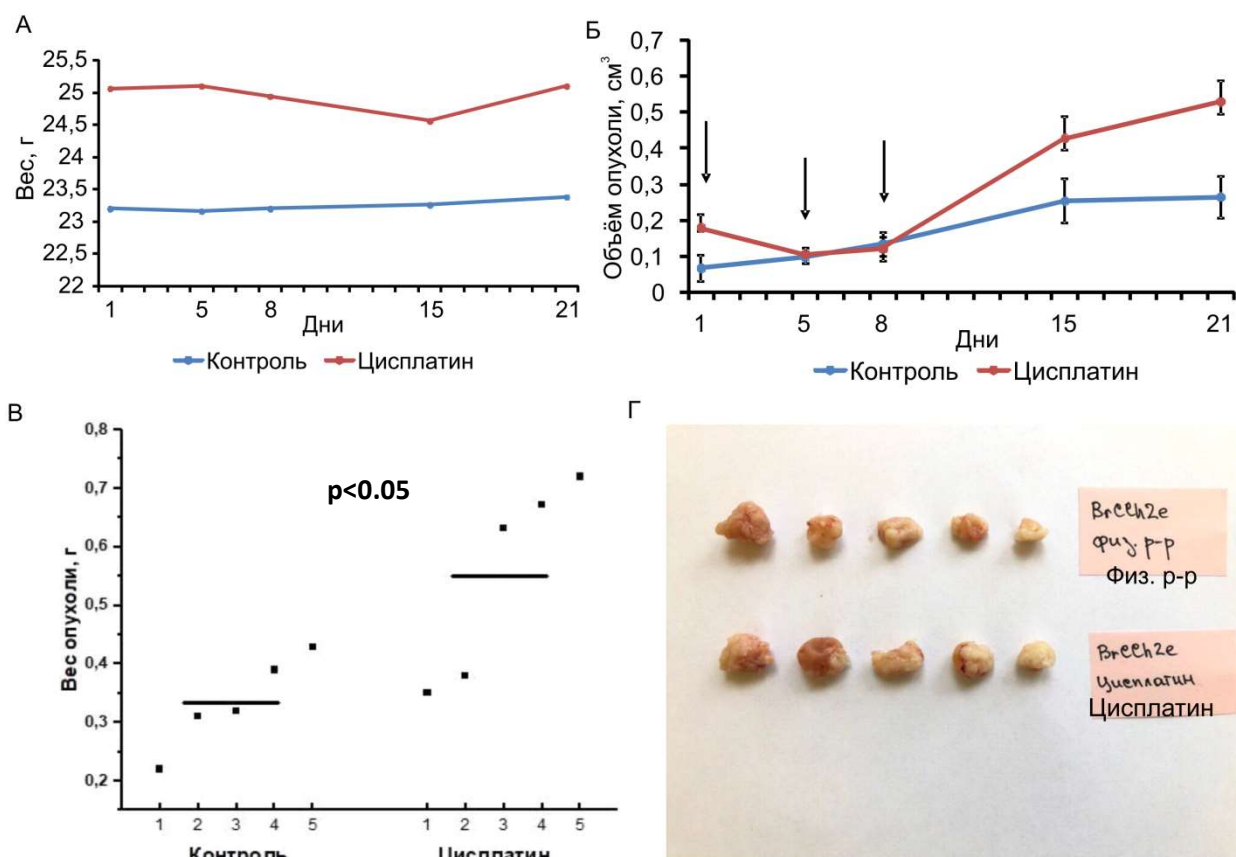 А
Вес, г
25,5
25
24,5
24
23,5
23
22,5
22
1 5 8 15 21
Дни
Контроль Цисплатин
Б
Объём опухоли, см³
0,7
0,6
0,5
0,4
0,3
0,2
0,1
0
1 5 8 15 21
Дни
Контроль Цисплатин
В
Вес опухоли, г
0,8
0,7
0,6
0,5
0,4
0,3
0,2
p<0.05
1 2 3 4 5 1 2 3 4 5
Контроль Цисплатин
Г
BrCCh2e
физ. р-р
Физ. р-р
BrCCh2e
Цисплатин
Цисплатин